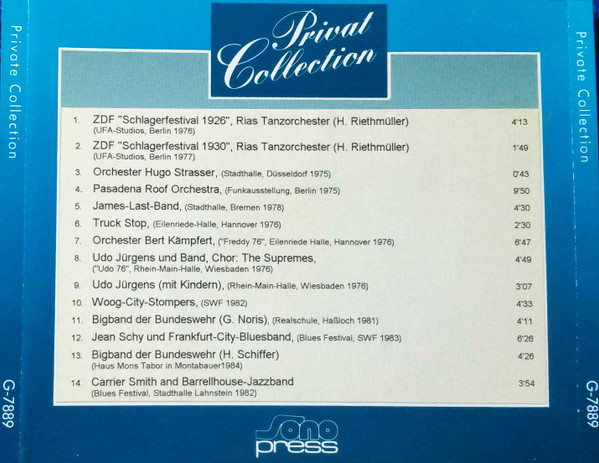 Privat
Collection
Private Collection
G-7889
1. ZDF "Schlagerfestival 1926", Rias Tanzorchester (H. Riethmüller) 4'13
(UFA-Studios, Berlin 1976)
2. ZDF "Schlagerfestival 1930", Rias Tanzorchester (H. Riethmüller) 1'49
(UFA-Studios, Berlin 1977)
3. Orchester Hugo Strasser, (Stadthalle, Düsseldorf 1975) 0'43
4. Pasadena Roof Orchestra, (Funkausstellung, Berlin 1975) 9'50
5. James-Last-Band, (Stadthalle, Bremen 1978) 4'30
6. Truck Stop, (Eilenriede-Halle, Hannover 1976) 2'30
7. Orchester Bert Kämpfert, ("Freddy 76", Eilenriede Halle, Hannover 1976) 6'47
8. Udo Jürgens und Band, Chor: The Supremes, 4'49
("Udo 76", Rhein-Main-Halle, Wiesbaden 1976)
9. Udo Jürgens (mit Kindern), (Rhein-Main-Halle, Wiesbaden 1976) 3'07
10. Woog-City-Stompers, (SWF 1982) 4'33
11. Bigband der Bundeswehr (G. Noris), (Realschule, Haßloch 1981) 4'11
12. Jean Schy und Frankfurt-City-Bluesband, (Blues Festival, SWF 1983) 6'26
13. Bigband der Bundeswehr (H. Schiffer) 4'26
(Haus Mons Tabor in Montabauer1984)
14. Carrier Smith and Barrellhouse-Jazzband 3'54
(Blues Festival, Stadthalle Lahnstein 1982)
Sono
press
Private Collection
G-7889